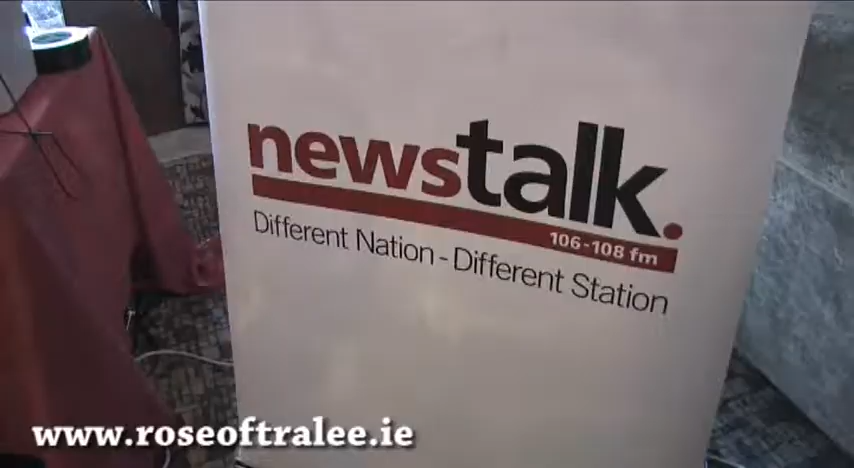 newstalk.
106-108 fm
Different Nation - Different Station
www.roseoftralee.ie